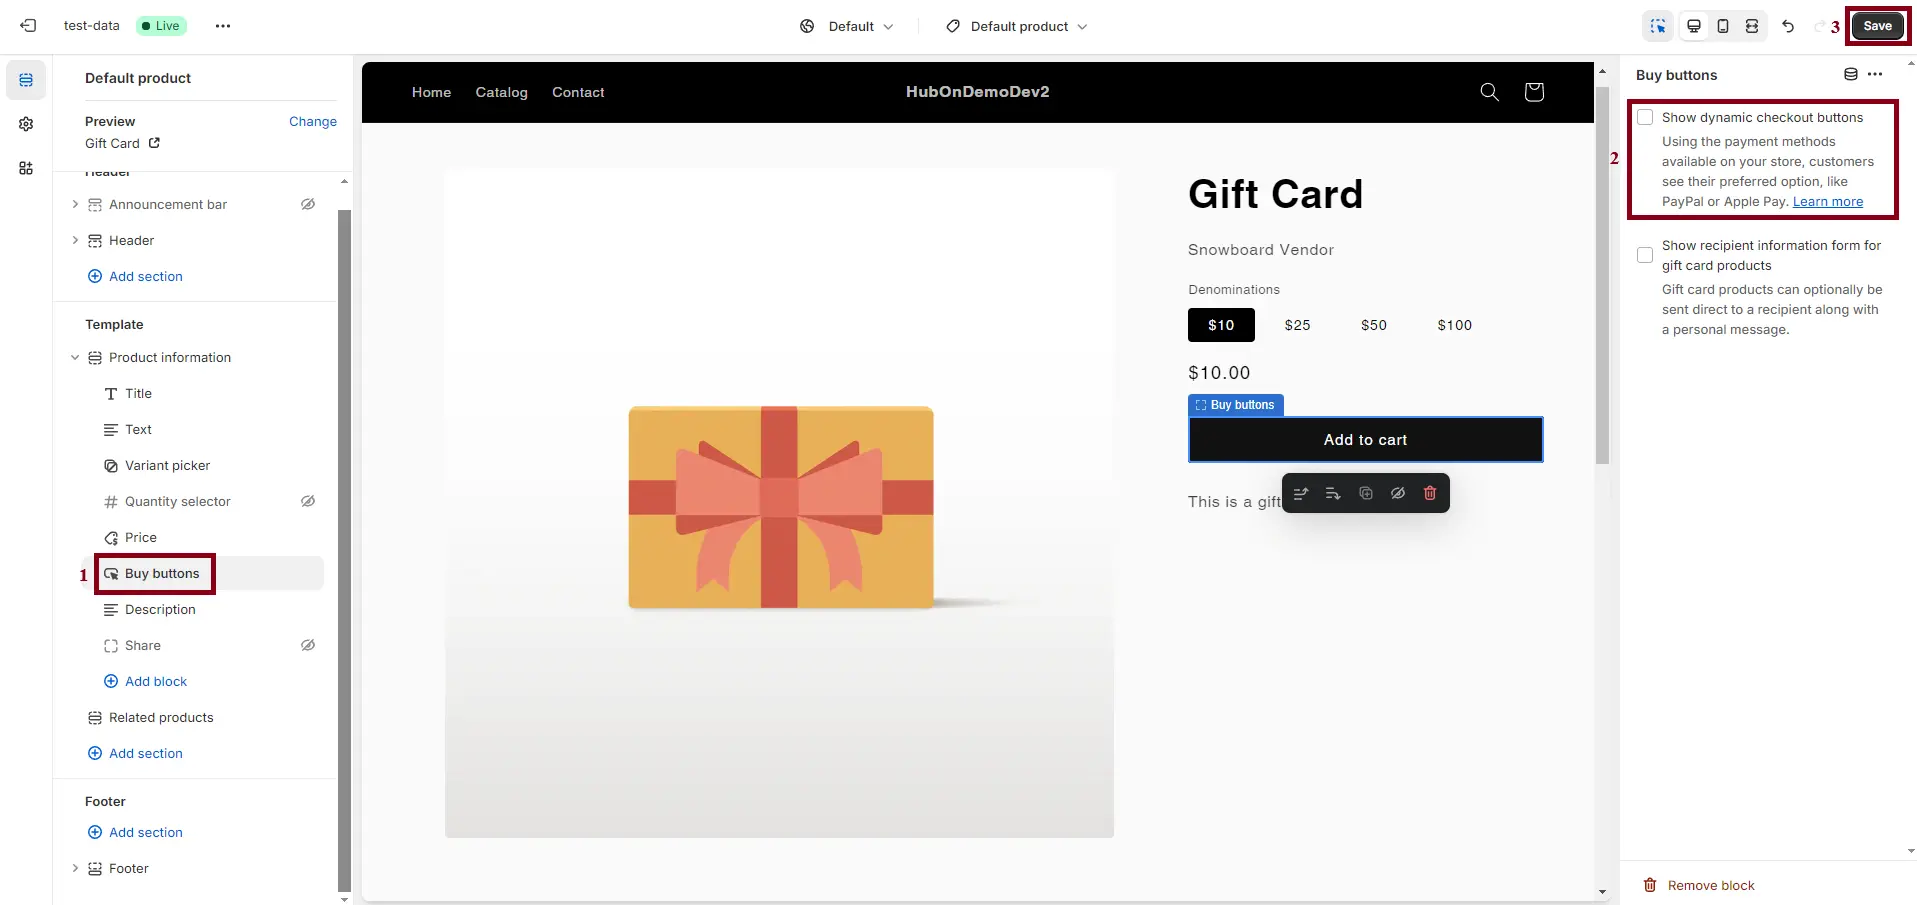 test-data
Live
Default
Default product
3
Save
Default product
Preview
Change
Gift Card
Header
Announcement bar
Header
Add section
Template
Product information
Title
Text
Variant picker
Quantity selector
Price
1
Buy buttons
Description
Share
Add block
Related products
Add section
Footer
Add section
Footer
Home
Catalog
Contact
HubOnDemoDev2
Gift Card
Snowboard Vendor
Denominations
$10
$25
$50
$100
$10.00
Buy buttons
Add to cart
This is a gift
Buy buttons
2
Show dynamic checkout buttons
Using the payment methods
available on your store, customers
see their preferred option, like
PayPal or Apple Pay. Learn more
Show recipient information form for
gift card products
Gift card products can optionally be
sent direct to a recipient along with
a personal message.
Remove block